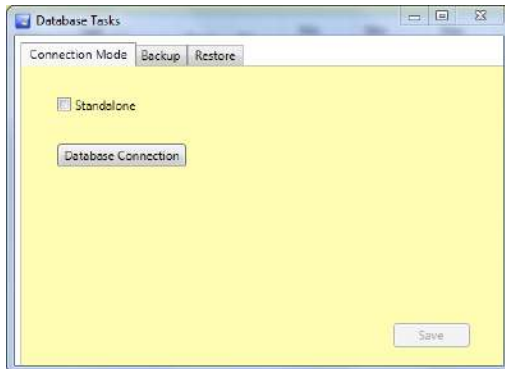 Database Tasks
Connection Mode Backup Restore
Standalone
Database Connection
Save